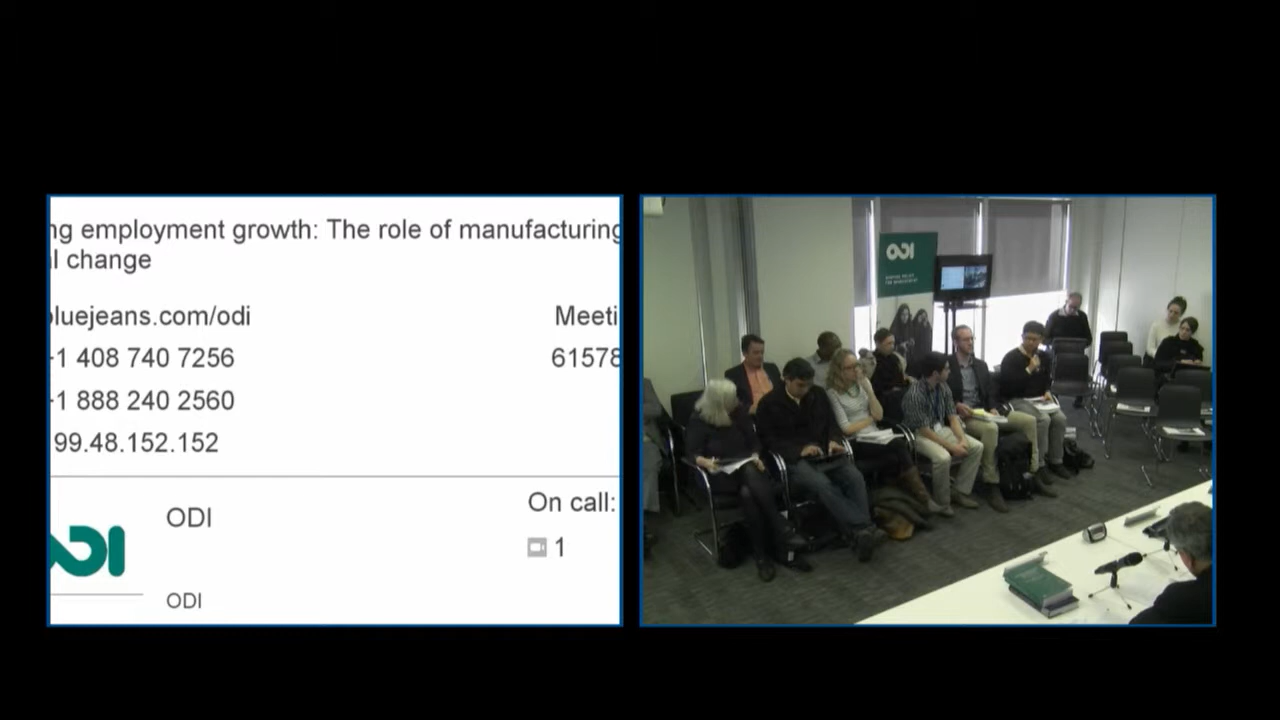 ng employment growth: The role of manufacturing
l change
bluejeans.com/odi
Meeti
-1 408 740 7256
61578
-1 888 240 2560
99.48.152.152
ODI
On call:
1
ODI
ODI
ODI